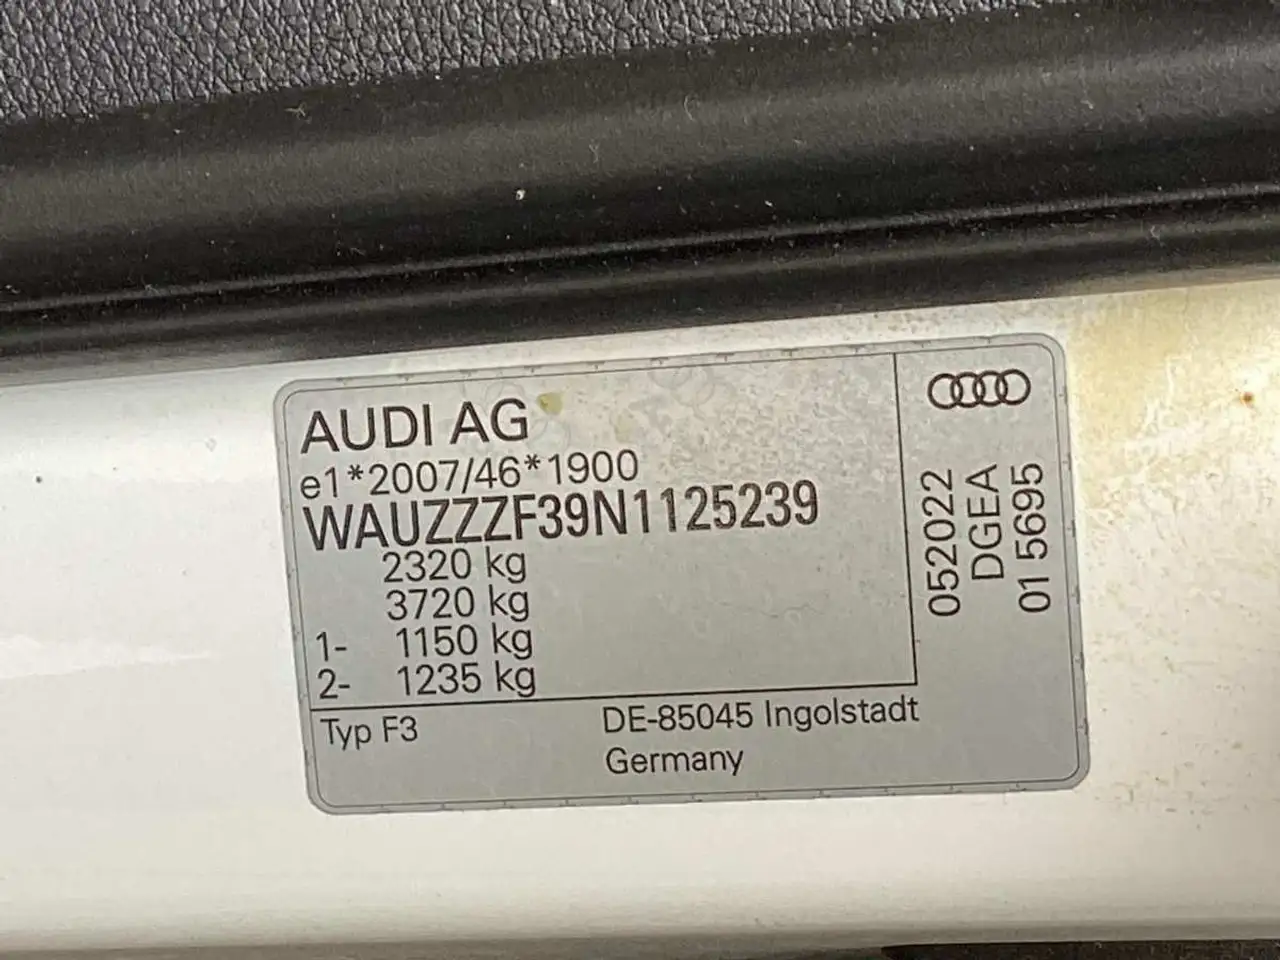 AUDI AG
e1*2007/46*1900
WAUZZZF39N1125239
2320 kg
3720 kg
1- 1150 kg
2- 1235 kg
Typ F3
DE-85045 Ingolstadt
Germany
052022
DGEA
01 5695